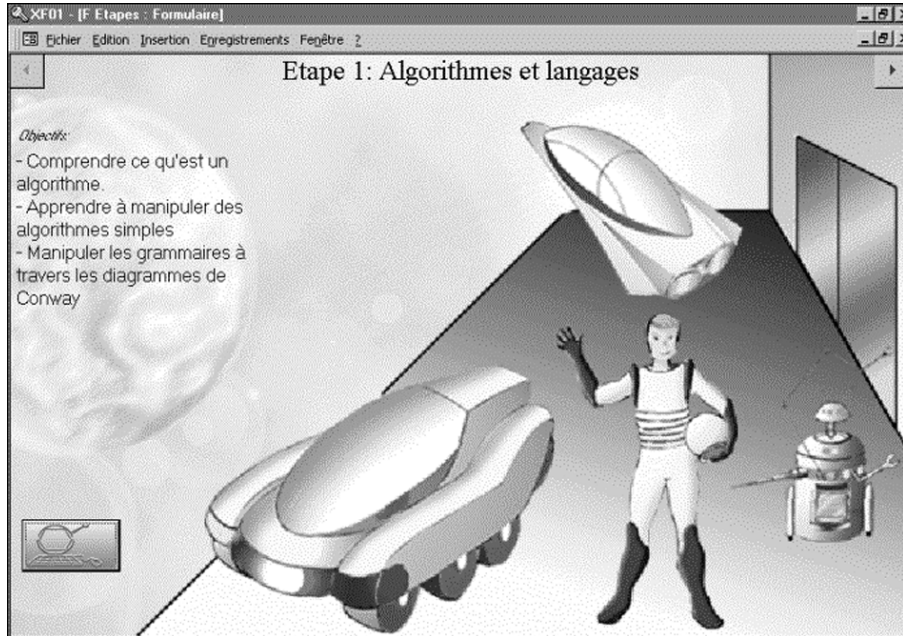 XF01 - [F Etapes : Formulaire]
Fichier Edition Insertion Enregistrements Fenêtre ?
Etape 1: Algorithmes et langages
Objectifs:
- Comprendre ce qu'est un
algorithme.
- Apprendre à manipuler des
algorithmes simples
- Manipuler les grammaires à
travers les diagrammes de
Conway